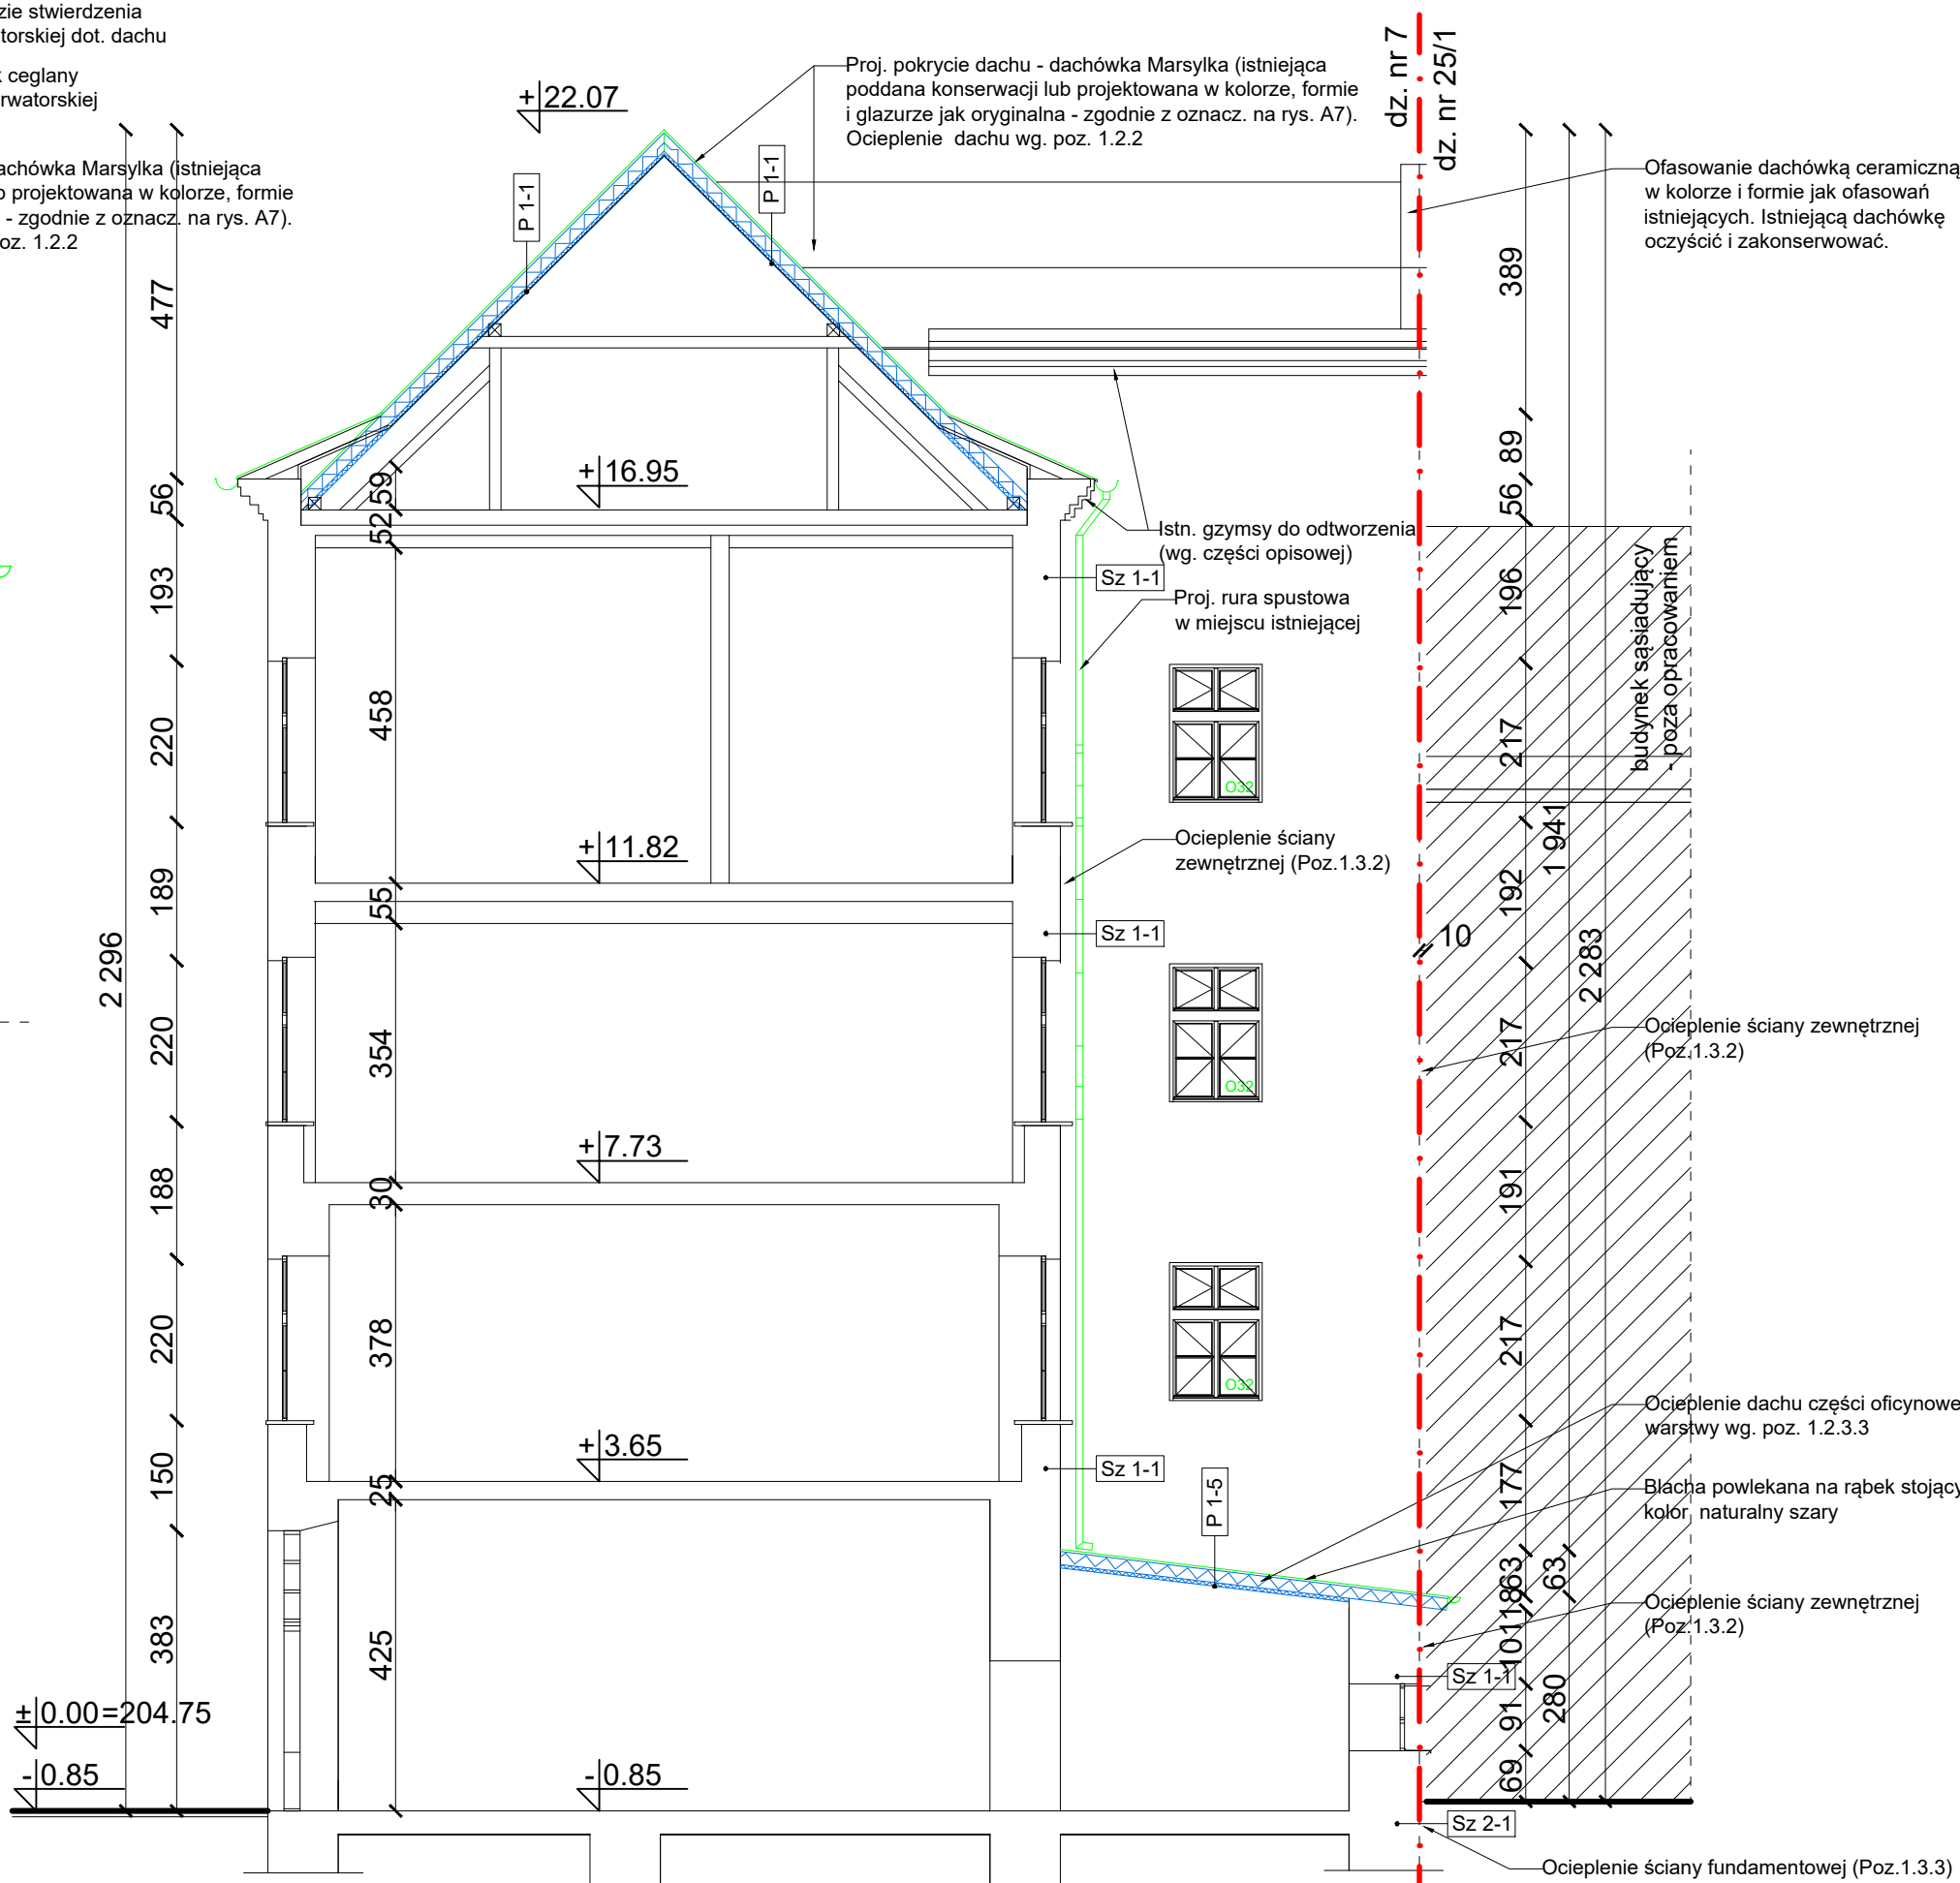 zie stwierdzenia
torskiej dot. dachu
k ceglany
rwatorskiej
achówka Marsylka (istniejąca
b projektowana w kolorze, formie
- zgodnie z oznacz. na rys. A7).
oz. 1.2.2
+22.07
Proj. pokrycie dachu - dachówka Marsylka (istniejąca
poddana konserwacji lub projektowana w kolorze, formie
i glazurze jak oryginalna - zgodnie z oznacz. na rys. A7).
Ocieplenie dachu wg. poz. 1.2.2
dz. nr 7
dz. nr 25/1
Ofasowanie dachówką ceramiczną
w kolorze i formie jak ofasowań
istniejących. Istniejącą dachówkę
oczyścić i zakonserwować.
P 1-1
P 1-1
477
56
193
220
189
220
188
220
150
383
2 296
59
52
458
55
354
30
378
25
425
+16.95
+11.82
+7.73
+3.65
-0.85
±0.00=204.75
-0.85
Istn. gzymsy do odtworzenia
(wg. części opisowej)
Sz 1-1
Proj. rura spustowa
w miejscu istniejącej
O32
Ocieplenie ściany
zewnętrznej (Poz.1.3.2)
Sz 1-1
O32
O32
Sz 1-1
P 1-5
389
89
56
196
217
192
217
191
217
177
63
18
101
91
69
1 941
63
280
2 283
10
budynek sąsiadujący
- poza opracowaniem
Ocieplenie ściany zewnętrznej
(Poz.1.3.2)
Ocieplenie dachu części oficynowe
warstwy wg. poz. 1.2.3.3
Blacha powlekana na rąbek stojący
kolor naturalny szary
Ocieplenie ściany zewnętrznej
(Poz.1.3.2)
Sz 1-1
Sz 2-1
Ocieplenie ściany fundamentowej (Poz.1.3.3)